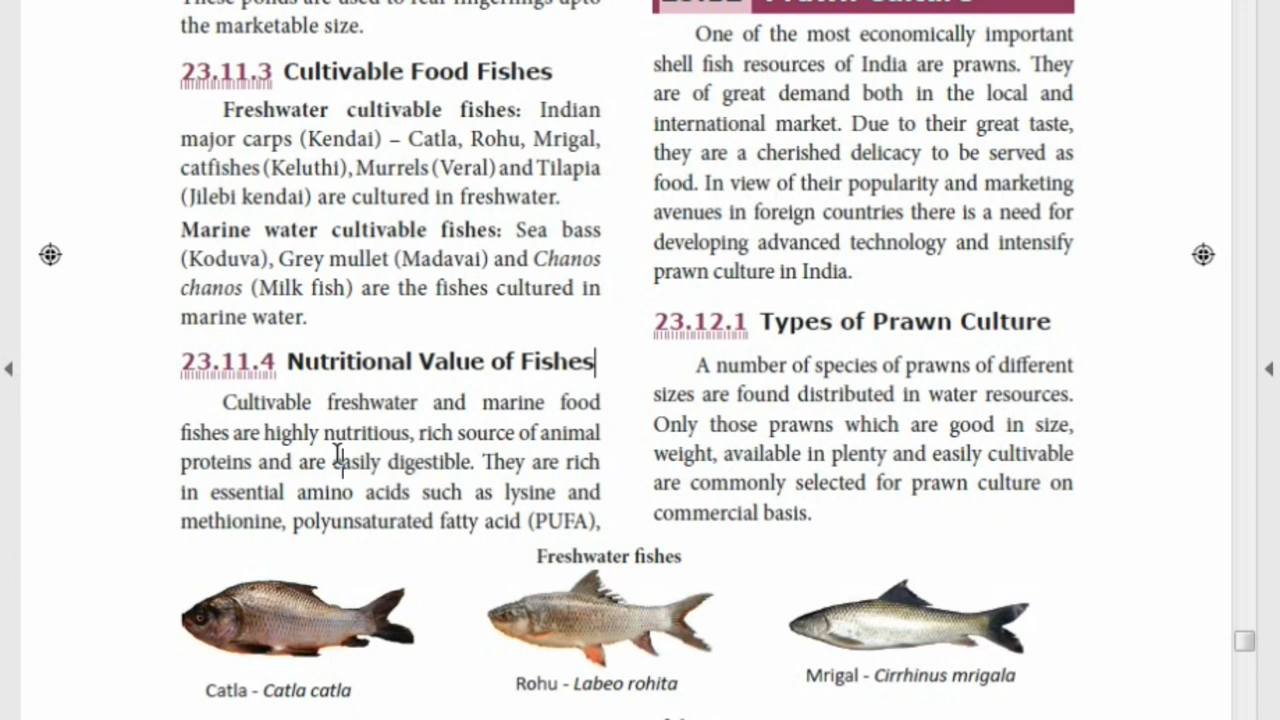 the marketable size.
23.11.3 Cultivable Food Fishes
Freshwater cultivable fishes: Indian
major carps (Kendai) – Catla, Rohu, Mrigal,
catfishes (Keluthi), Murrels (Veral) and Tilapia
(Jilebi kendai) are cultured in freshwater.
Marine water cultivable fishes: Sea bass
(Koduva), Grey mullet (Madavai) and Chanos
chanos (Milk fish) are the fishes cultured in
marine water.
23.11.4 Nutritional Value of Fishes
Cultivable freshwater and marine food
fishes are highly nutritious, rich source of animal
proteins and are easily digestible. They are rich
in essential amino acids such as lysine and
methionine, polyunsaturated fatty acid (PUFA),
One of the most economically important
shell fish resources of India are prawns. They
are of great demand both in the local and
international market. Due to their great taste,
they are a cherished delicacy to be served as
food. In view of their popularity and marketing
avenues in foreign countries there is a need for
developing advanced technology and intensify
prawn culture in India.
23.12.1 Types of Prawn Culture
A number of species of prawns of different
sizes are found distributed in water resources.
Only those prawns which are good in size,
weight, available in plenty and easily cultivable
are commonly selected for prawn culture on
commercial basis.
Freshwater fishes
Catla - Catla catla
Rohu - Labeo rohita
Mrigal - Cirrhinus mrigala